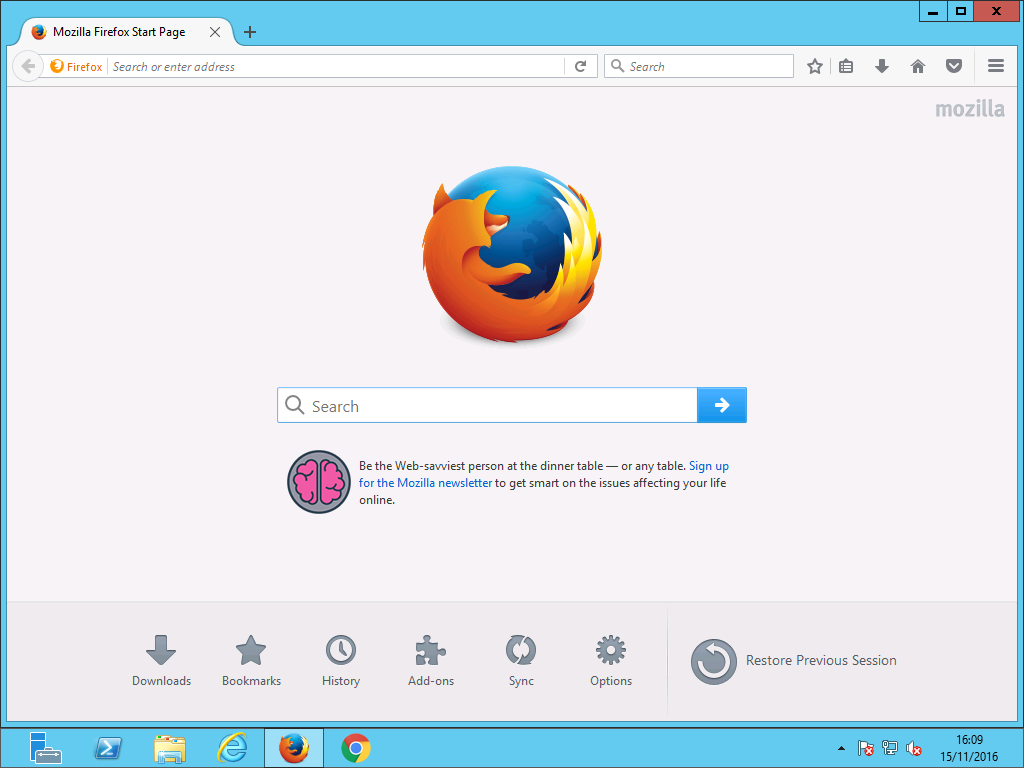 Mozilla Firefox Start Page
Firefox
Search or enter address
Search
mozilla
Search
Be the Web-savviest person at the dinner table — or any table. Sign up
for the Mozilla newsletter to get smart on the issues affecting your life
online.
Downloads
Bookmarks
History
Add-ons
Sync
Options
Restore Previous Session
16:09
15/11/2016